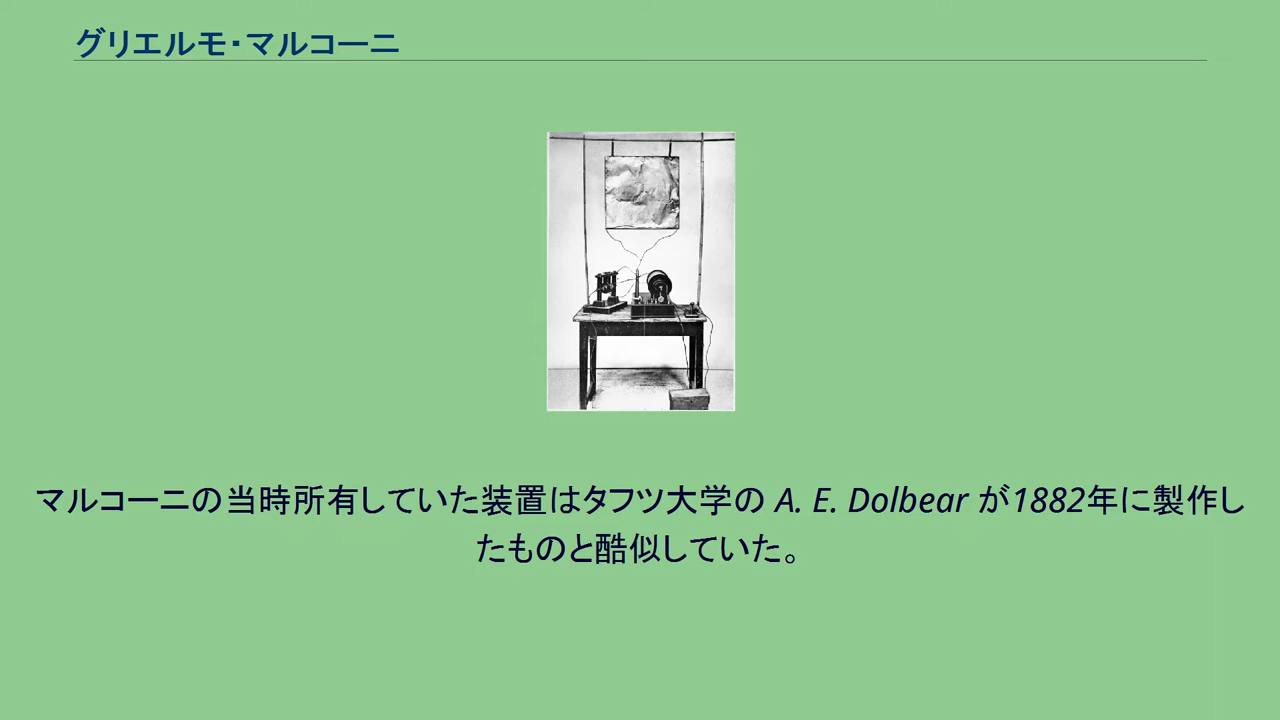 グリエルモ・マルコーニ
マルコーニの当時所有していた装置はタフツ大学の A. E. Dolbear が1882年に製作し
たものと酷似していた。